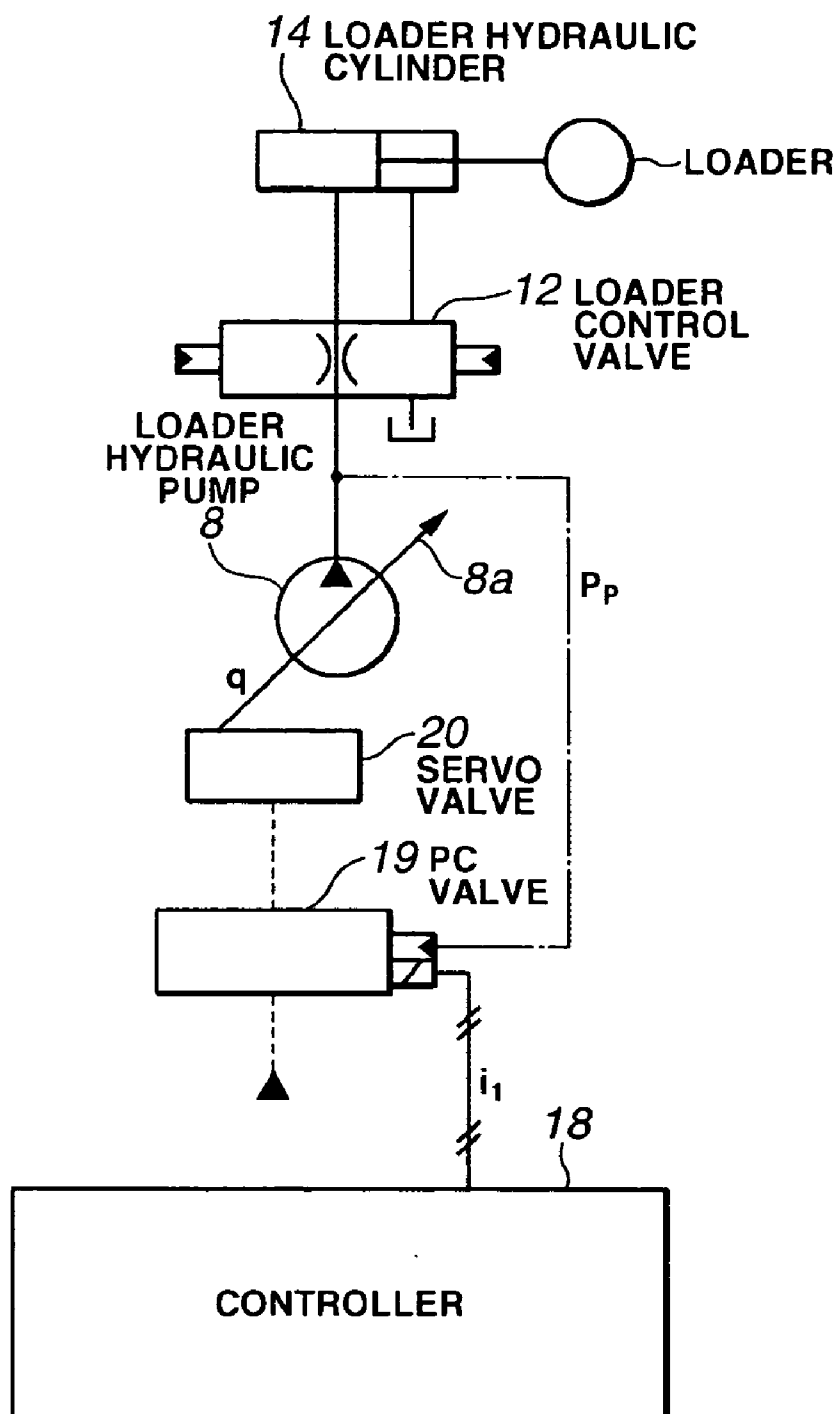 14 LOADER HYDRAULIC
CYLINDER
LOADER
12 LOADER
CONTROL
VALVE
LOADER
HYDRAULIC
PUMP
8
8a
PP
q
20
SERVO
VALVE
19 PC
VALVE
i1
18
CONTROLLER